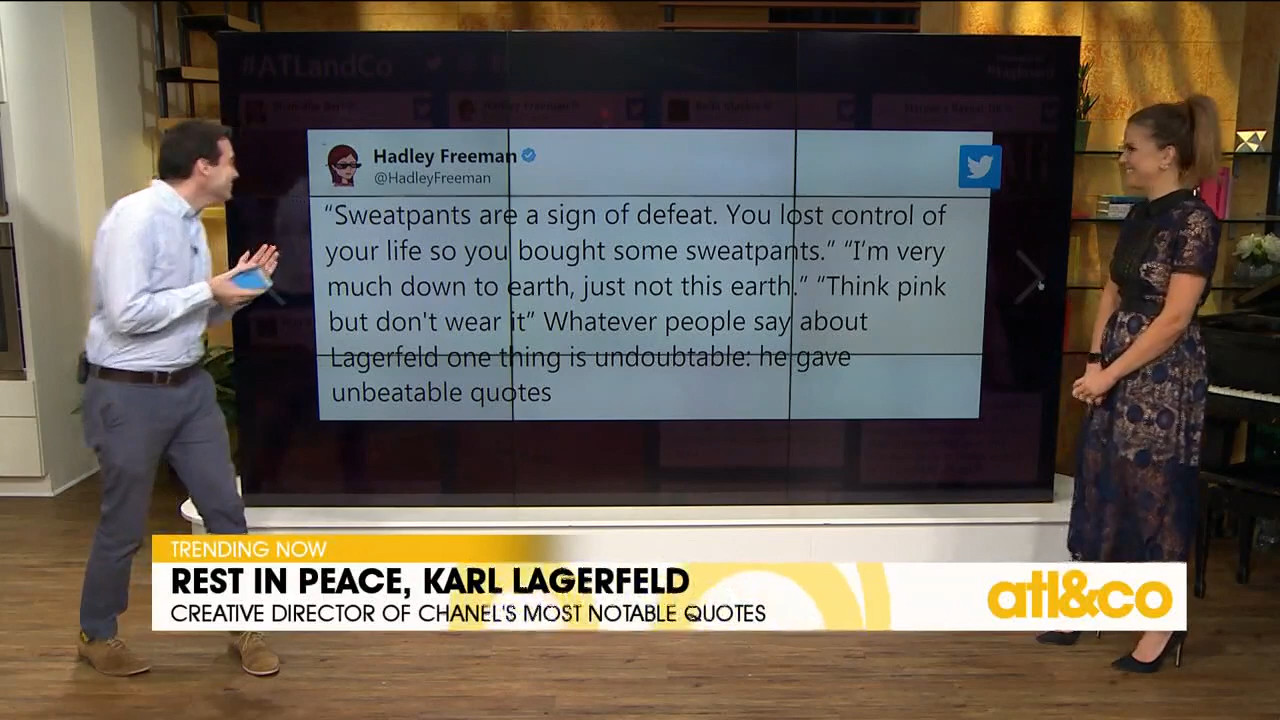 #ATLandCo
Hadley Freeman
@HadleyFreeman
“Sweatpants are a sign of defeat. You lost control of
your life so you bought some sweatpants.” “I’m very
much down to earth, just not this earth.” “Think pink
but don't wear it” Whatever people say about
Lagerfeld one thing is undoubtable: he gave
unbeatable quotes
TRENDING NOW
REST IN PEACE, KARL LAGERFELD
CREATIVE DIRECTOR OF CHANEL'S MOST NOTABLE QUOTES
atl&co